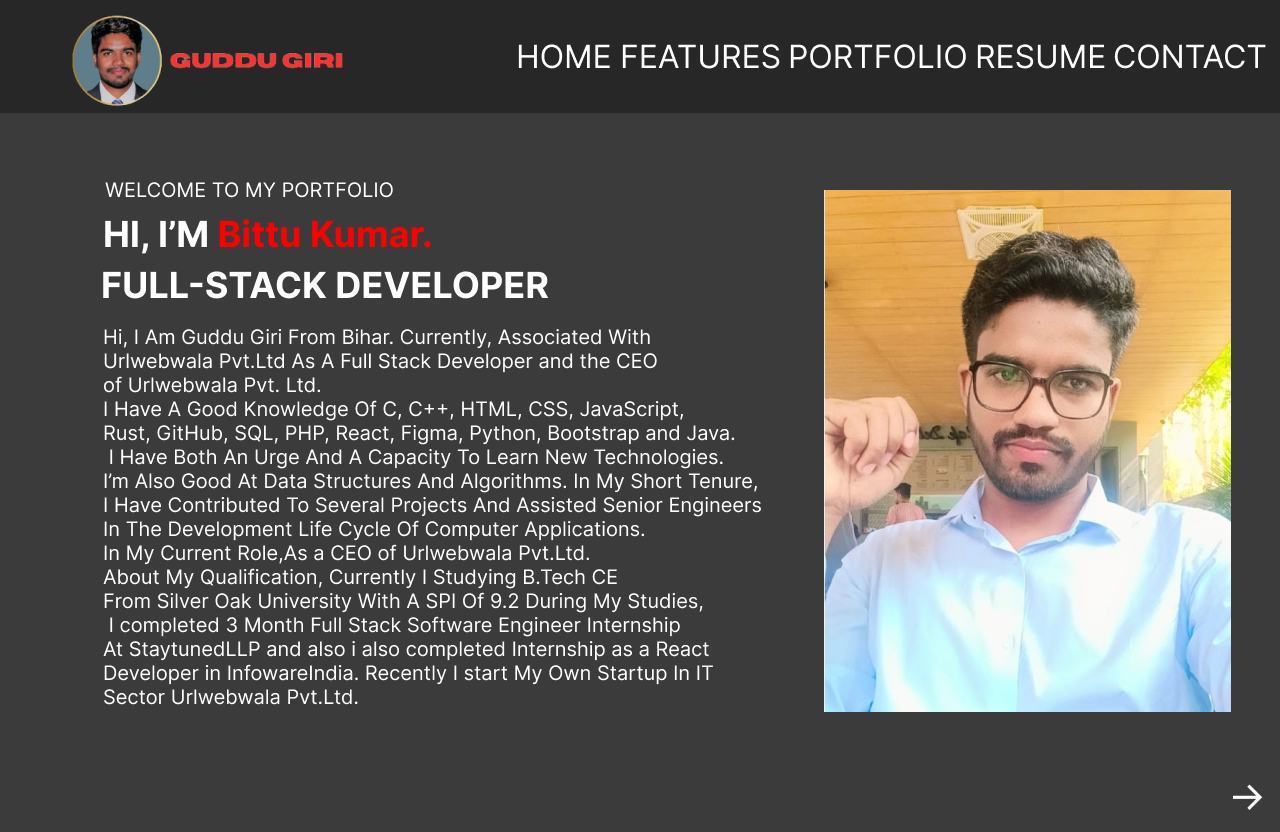 GUDDU GIRI
HOME FEATURES PORTFOLIO RESUME CONTACT
WELCOME TO MY PORTFOLIO
HI, I’M Bittu Kumar.
FULL-STACK DEVELOPER
Hi, I Am Guddu Giri From Bihar. Currently, Associated With
Urlwebwala Pvt.Ltd As A Full Stack Developer and the CEO
of Urlwebwala Pvt. Ltd.
I Have A Good Knowledge Of C, C++, HTML, CSS, JavaScript,
Rust, GitHub, SQL, PHP, React, Figma, Python, Bootstrap and Java.
I Have Both An Urge And A Capacity To Learn New Technologies.
I’m Also Good At Data Structures And Algorithms. In My Short Tenure,
I Have Contributed To Several Projects And Assisted Senior Engineers
In The Development Life Cycle Of Computer Applications.
In My Current Role,As a CEO of Urlwebwala Pvt.Ltd.
About My Qualification, Currently I Studying B.Tech CE
From Silver Oak University With A SPI Of 9.2 During My Studies,
I completed 3 Month Full Stack Software Engineer Internship
At StaytunedLLP and also i also completed Internship as a React
Developer in InfowareIndia. Recently I start My Own Startup In IT
Sector Urlwebwala Pvt.Ltd.